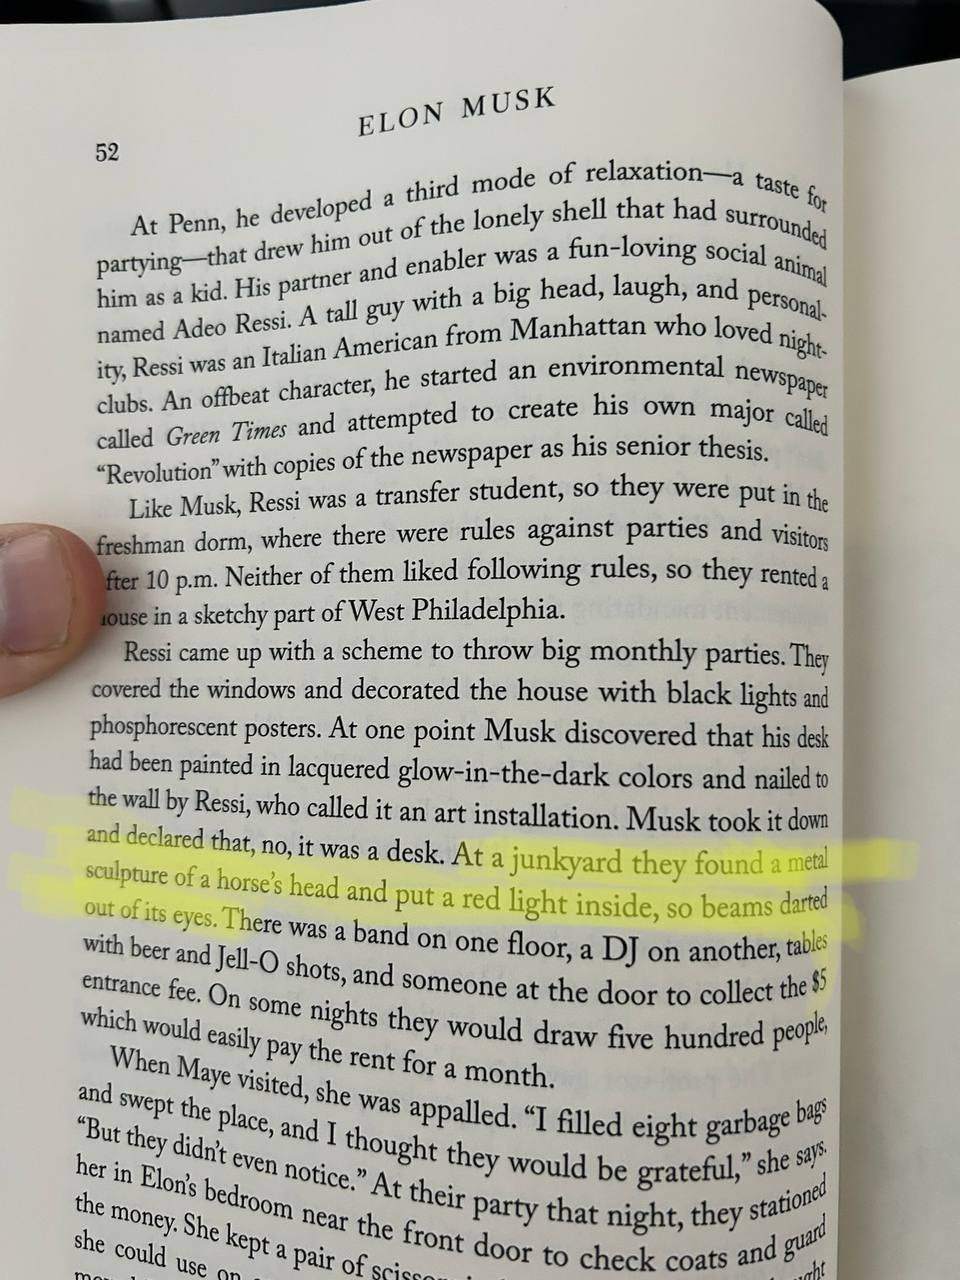 ELON MUSK
52
At Penn, he developed a third mode of relaxation—a taste for
partying—that drew him out of the lonely shell that had surrounded
him as a kid. His partner and enabler was a fun-loving social animal
named Adeo Ressi. A tall guy with a big head, laugh, and personal-
ity, Ressi was an Italian American from Manhattan who loved night-
clubs. An offbeat character, he started an environmental newspaper
called Green Times and attempted to create his own major called
“Revolution” with copies of the newspaper as his senior thesis.
Like Musk, Ressi was a transfer student, so they were put in the
freshman dorm, where there were rules against parties and visitors
fter 10 p.m. Neither of them liked following rules, so they rented a
ouse in a sketchy part of West Philadelphia.
Ressi came up with a scheme to throw big monthly parties. They
covered the windows and decorated the house with black lights and
phosphorescent posters. At one point Musk discovered that his desk
had been painted in lacquered glow-in-the-dark colors and nailed to
the wall by Ressi, who called it an art installation. Musk took it down
and declared that, no, it was a desk. At a junkyard they found a metal
sculpture of a horse’s head and put a red light inside, so beams darted
out of its eyes. There was a band on one floor, a DJ on another, tables
with beer and Jell-O shots, and someone at the door to collect the $5
entrance fee. On some nights they would draw five hundred people,
which would easily pay the rent for a month.
When Maye visited, she was appalled. “I filled eight garbage bags
and swept the place, and I thought they would be grateful,” she says.
“But they didn’t even notice.” At their party that night, they stationed
her in Elon’s bedroom near the front door to check coats and guard
the money. She kept a pair of
she could use on